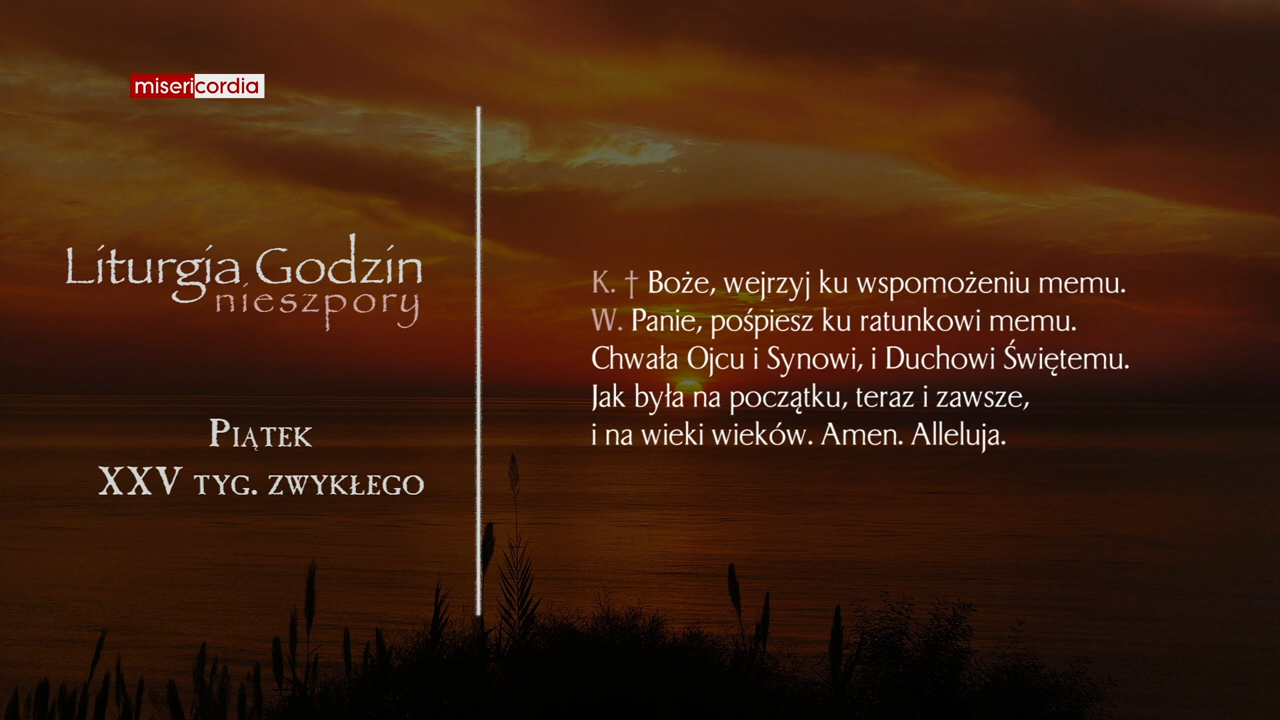 misericordia
Liturgia Godzin
nieszpory
Piątek
XXV tyg. zwykłego
K. † Boże, wejrzyj ku wspomożeniu memu.
W. Panie, pośpiesz ku ratunkowi memu.
Chwała Ojcu i Synowi, i Duchowi Świętemu.
Jak była na początku, teraz i zawsze,
i na wieki wieków. Amen. Alleluja.